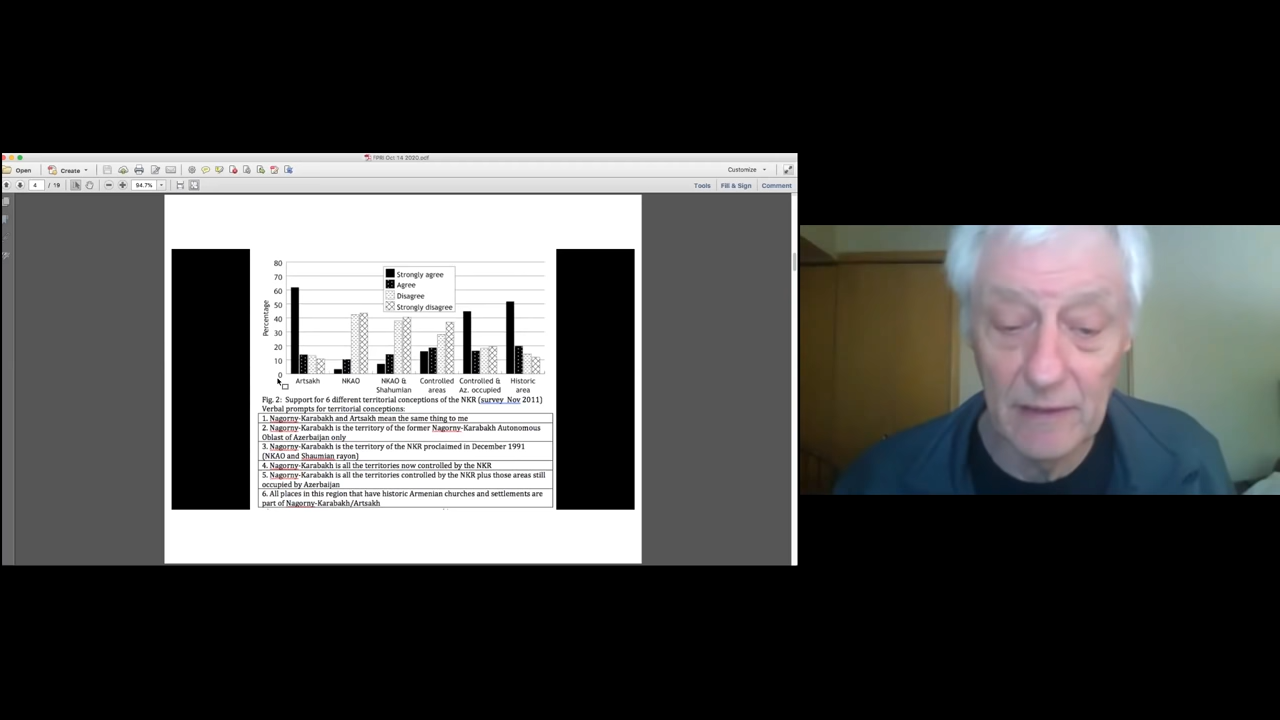 FPRI Oct 14 2020.pdf
Open Create Customize
4 / 19 94.7% Tools Fill & Sign Comment
80
70
60
50
40
30
20
10
0
Percentage
Strongly agree
Agree
Disagree
Strongly disagree
Artsakh
NKAO
NKAO &
Shahumian
Controlled
areas
Controlled &
Az. occupied
Historic
area
Fig. 2: Support for 6 different territorial conceptions of the NKR (survey Nov 2011)
Verbal prompts for territorial conceptions:
1. Nagorny-Karabakh and Artsakh mean the same thing to me
2. Nagorny-Karabakh is the territory of the former Nagorny-Karabakh Autonomous
Oblast of Azerbaijan only
3. Nagorny-Karabakh is the territory of the NKR proclaimed in December 1991
(NKAO and Shaumian rayon)
4. Nagorny-Karabakh is all the territories now controlled by the NKR
5. Nagorny-Karabakh is all the territories controlled by the NKR plus those areas still
occupied by Azerbaijan
6. All places in this region that have historic Armenian churches and settlements are
part of Nagorny-Karabakh/Artsakh